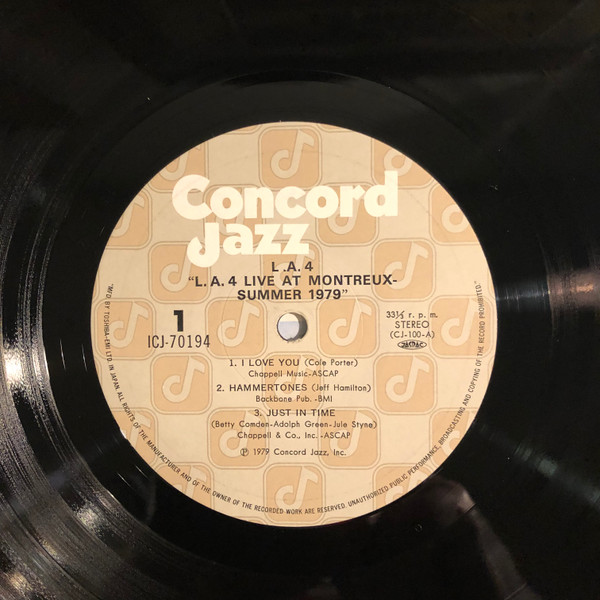 Concord
Jazz
L.A.4
"L.A.4 LIVE AT MONTREUX-
SUMMER 1979"
1
ICJ-70194
33⅓ r. p. m.
STEREO
(CJ-100-A)
JASRAC
1. I LOVE YOU (Cole Porter)
Chappell Music-ASCAP
2. HAMMERTONES (Jeff Hamilton)
Backbone Pub.-BMI
3. JUST IN TIME
(Betty Comden-Adolph Green-Jule Styne)
Chappell & Co., Inc.-ASCAP
Ⓟ 1979 Concord Jazz, Inc.
M'F'D BY TOSHIBA-EMI LTD. IN JAPAN ALL RIGHTS OF THE MANUFACTURER AND OF THE OWNER OF THE RECORDED WORK ARE RESERVED. UNAUTHORIZED PUBLIC PERFORMANCE, BROADCASTING AND COPYING OF THE RECORD PROHIBITED.